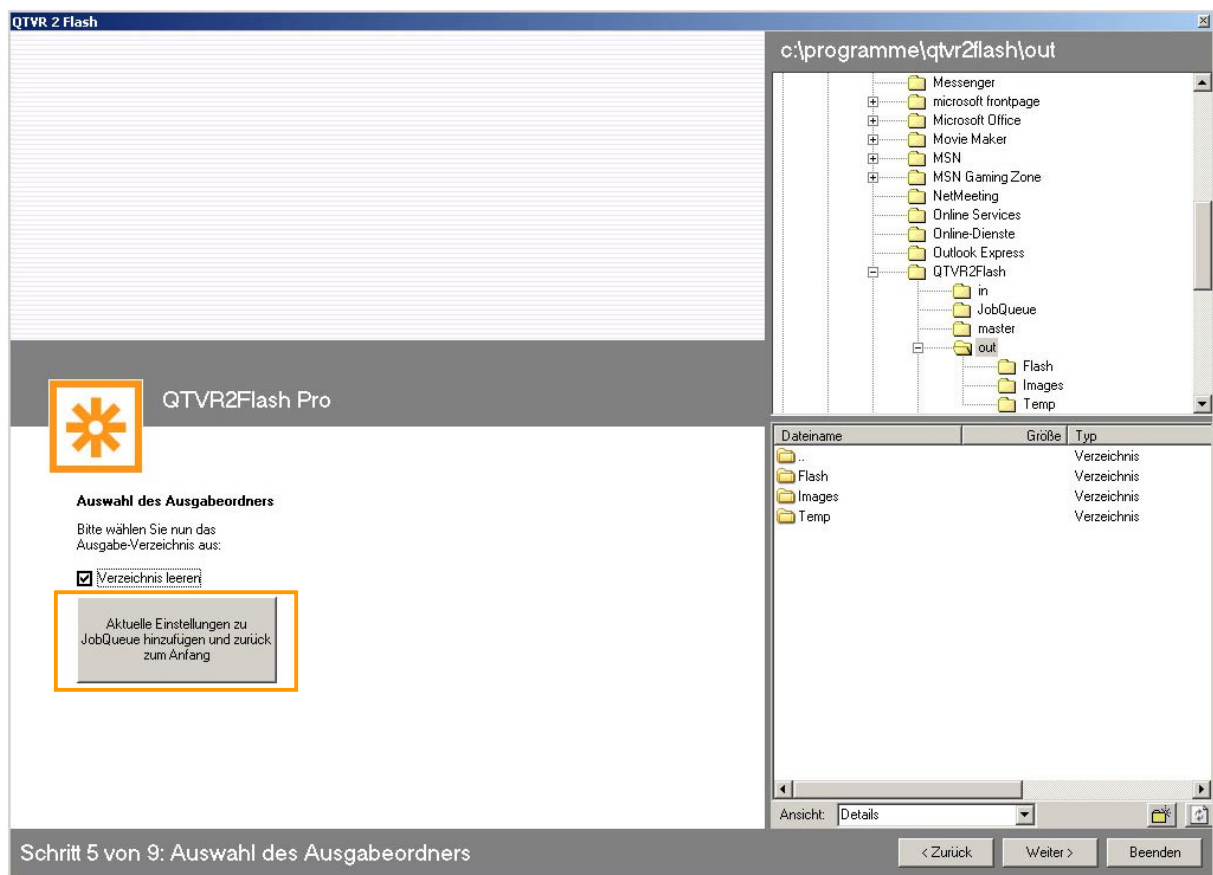 QTVR 2 Flash
c:\programme\qtvr2flash\out
Messenger
microsoft frontpage
Microsoft Office
Movie Maker
MSN
MSN Gaming Zone
NetMeeting
Online Services
Online-Dienste
Outlook Express
QTVR2Flash
in
JobQueue
master
out
Flash
Images
Temp
QTVR2Flash Pro
Auswahl des Ausgabeordners
Bitte wählen Sie nun das
Ausgabe-Verzeichnis aus:
Verzeichnis leeren
Aktuelle Einstellungen zu
JobQueue hinzufügen und zurück
zum Anfang
Dateiname Größe Typ
.. Verzeichnis
Flash Verzeichnis
Images Verzeichnis
Temp Verzeichnis
Ansicht: Details
Schritt 5 von 9: Auswahl des Ausgabeordners
< Zurück Weiter > Beenden